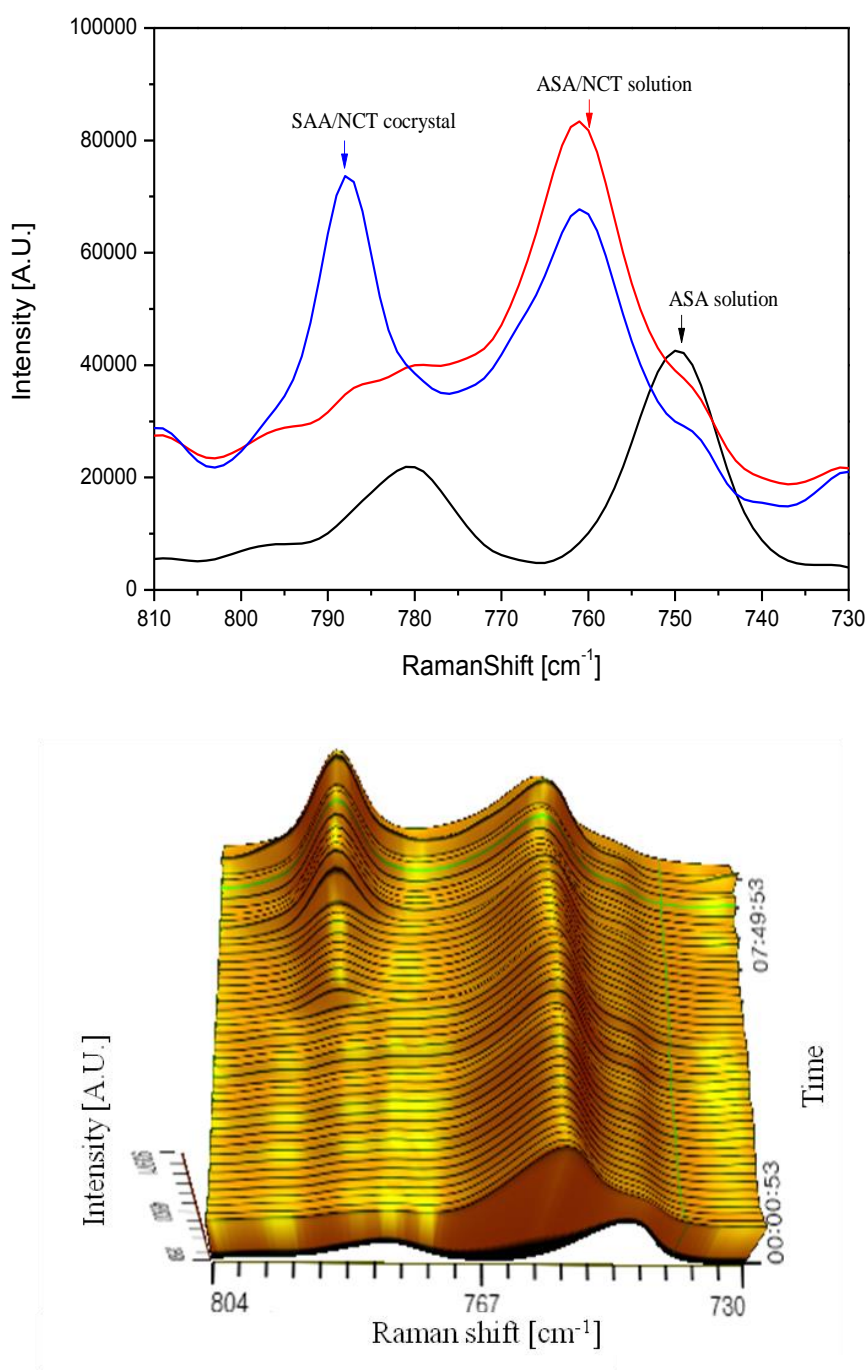 100000
80000
60000
40000
20000
0
Intensity [A.U.]
SAA/NCT cocrystal
ASA/NCT solution
ASA solution
810 800 790 780 770 760 750 740 730
RamanShift [cm-1]
Intensity [A.U.]
07:49:53
Time
00:00:53
804 767 730
Raman shift [cm-1]